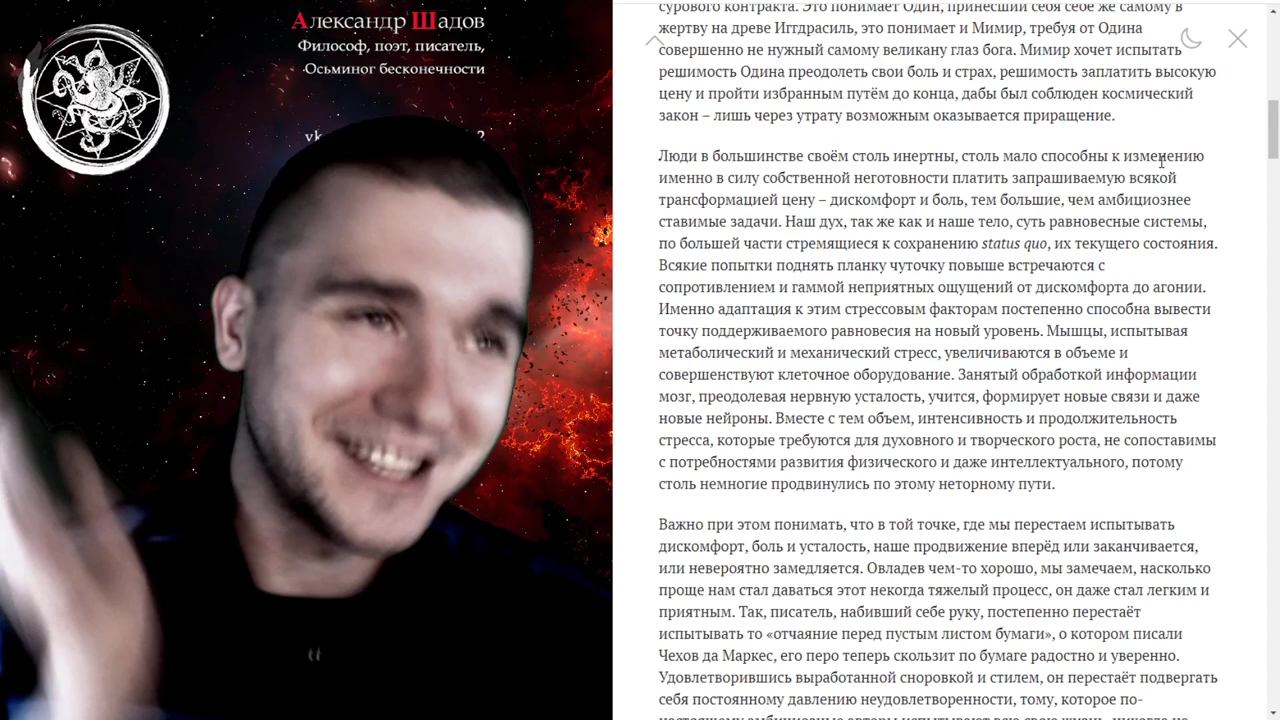 Александр Шадов
Философ, поэт, писатель,
·Осьминог бесконечности
vk
2
сурового контракта. Это понимает Один, принесший себя себе же самому в
жертву на древе Иггдрасиль, это понимает и Мимир, требуя от Одина
совершенно не нужный самому великану глаз бога. Мимир хочет испытать
решимость Одина преодолеть свои боль и страх, решимость заплатить высокую
цену и пройти избранным путём до конца, дабы был соблюден космический
закон – лишь через утрату возможным оказывается приращение.
Люди в большинстве своём столь инертны, столь мало способны к изменению
именно в силу собственной неготовности платить запрашиваемую всякой
трансформацией цену – дискомфорт и боль, тем большие, чем амбициознее
ставимые задачи. Наш дух, так же как и наше тело, суть равновесные системы,
по большей части стремящиеся к сохранению status quo, их текущего состояния.
Всякие попытки поднять планку чуточку повыше встречаются с
сопротивлением и гаммой неприятных ощущений от дискомфорта до агонии.
Именно адаптация к этим стрессовым факторам постепенно способна вывести
точку поддерживаемого равновесия на новый уровень. Мышцы, испытывая
метаболический и механический стресс, увеличиваются в объеме и
совершенствуют клеточное оборудование. Занятый обработкой информации
мозг, преодолевая нервную усталость, учится, формирует новые связи и даже
новые нейроны. Вместе с тем объем, интенсивность и продолжительность
стресса, которые требуются для духовного и творческого роста, не сопоставимы
с потребностями развития физического и даже интеллектуального, потому
столь немногие продвинулись по этому неторному пути.
Важно при этом понимать, что в той точке, где мы перестаем испытывать
дискомфорт, боль и усталость, наше продвижение вперёд или заканчивается,
или невероятно замедляется. Овладев чем-то хорошо, мы замечаем, насколько
проще нам стал даваться этот некогда тяжелый процесс, он даже стал легким и
приятным. Так, писатель, набивший себе руку, постепенно перестаёт
испытывать то «отчаяние перед пустым листом бумаги», о котором писали
Чехов да Маркес, его перо теперь скользит по бумаге радостно и уверенно.
Удовлетворившись выработанной сноровкой и стилем, он перестаёт подвергать
себя постоянному давлению неудовлетворенности, тому, которое по-